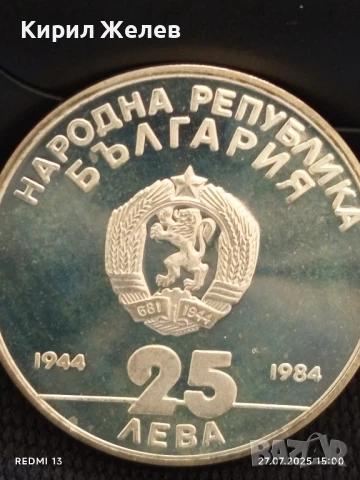 Кирил Желев
НАРОДНА РЕПУБЛИКА
БЪЛГАРИЯ
681 1944
1944 1984
25
ЛЕВА
REDMI 13
27.07.2025 15:00